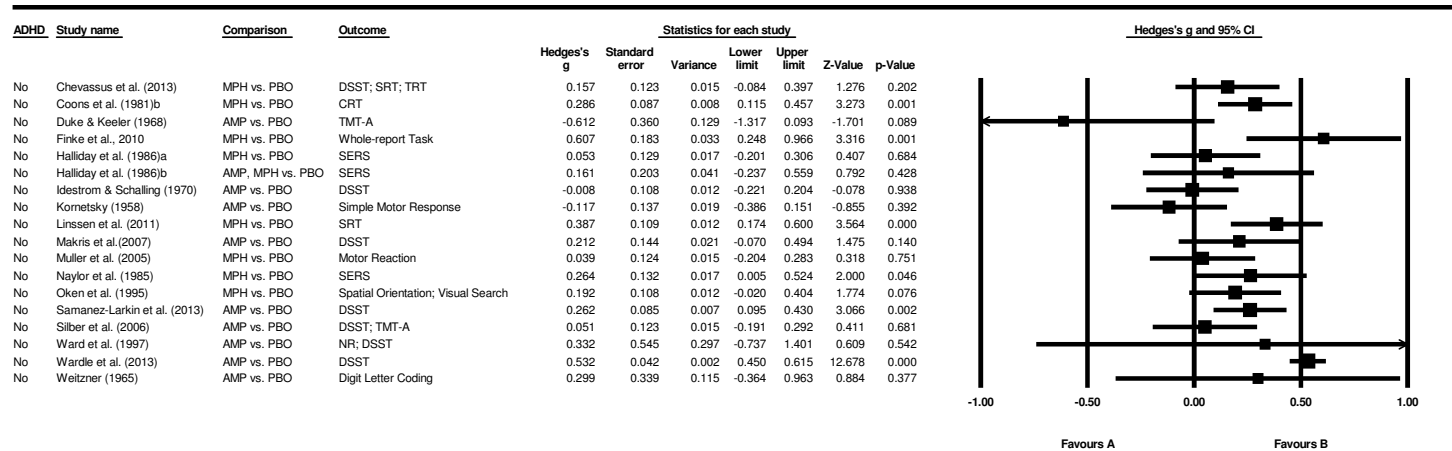 ADHD Study name Comparison Outcome Statistics for each study Hedges's g and 95% CI
Hedges's g Standard error Variance Lower limit Upper limit Z-Value p-Value
No Chevassus et al. (2013) MPH vs. PBO DSST; SRT; TRT 0.157 0.123 0.015 -0.084 0.397 1.276 0.202
No Coons et al. (1981)b MPH vs. PBO CRT 0.286 0.087 0.008 0.115 0.457 3.273 0.001
No Duke & Keeler (1968) AMP vs. PBO TMT-A -0.612 0.360 0.129 -1.317 0.093 -1.701 0.089
No Finke et al., 2010 MPH vs. PBO Whole-report Task 0.607 0.183 0.033 0.248 0.966 3.316 0.001
No Halliday et al. (1986)a MPH vs. PBO SERS 0.053 0.129 0.017 -0.201 0.306 0.407 0.684
No Halliday et al. (1986)b AMP, MPH vs. PBO SERS 0.161 0.203 0.041 -0.237 0.559 0.792 0.428
No Idestrom & Schalling (1970) AMP vs. PBO DSST -0.008 0.108 0.012 -0.221 0.204 -0.078 0.938
No Kornetsky (1958) AMP vs. PBO Simple Motor Response -0.117 0.137 0.019 -0.386 0.151 -0.855 0.392
No Linssen et al. (2011) MPH vs. PBO SRT 0.387 0.109 0.012 0.174 0.600 3.564 0.000
No Makris et al.(2007) AMP vs. PBO DSST 0.212 0.144 0.021 -0.070 0.494 1.475 0.140
No Muller et al. (2005) MPH vs. PBO Motor Reaction 0.039 0.124 0.015 -0.204 0.283 0.318 0.751
No Naylor et al. (1985) MPH vs. PBO SERS 0.264 0.132 0.017 0.005 0.524 2.000 0.046
No Oken et al. (1995) MPH vs. PBO Spatial Orientation; Visual Search 0.192 0.108 0.012 -0.020 0.404 1.774 0.076
No Samanez-Larkin et al. (2013) AMP vs. PBO DSST 0.262 0.085 0.007 0.095 0.430 3.066 0.002
No Silber et al. (2006) AMP vs. PBO DSST; TMT-A 0.051 0.123 0.015 -0.191 0.292 0.411 0.681
No Ward et al. (1997) AMP vs. PBO NR; DSST 0.332 0.545 0.297 -0.737 1.401 0.609 0.542
No Wardle et al. (2013) AMP vs. PBO DSST 0.532 0.042 0.002 0.450 0.615 12.678 0.000
No Weitzner (1965) AMP vs. PBO Digit Letter Coding 0.299 0.339 0.115 -0.364 0.963 0.884 0.377
-1.00 -0.50 0.00 0.50 1.00
Favours A Favours B